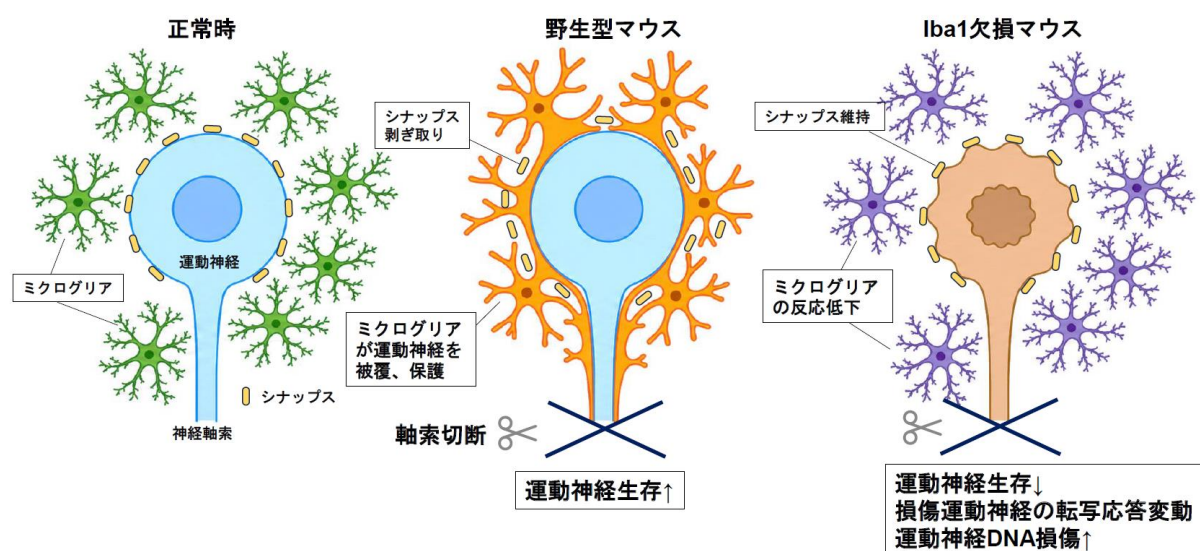 正常時
ミクログリア
運動神経
シナップス
神経軸索
野生型マウス
シナップス
剥ぎ取り
ミクログリア
が運動神経を
被覆、保護
軸索切断
運動神経生存↑
Iba1欠損マウス
シナップス維持
ミクログリア
の反応低下
運動神経生存↓
損傷運動神経の転写応答変動
運動神経DNA損傷↑